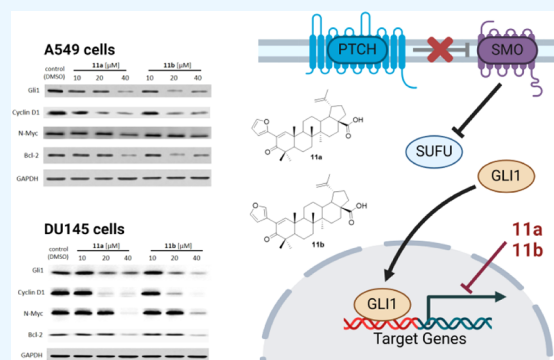 A549 cells
control
(DMSO)
11a [µM]
11b [µM]
10 20 40 10 20 40
Gli1
Cyclin D1
N-Myc
Bcl-2
GAPDH
DU145 cells
control
(DMSO)
11a [µM]
11b [µM]
10 20 40 10 20 40
Gli1
Cyclin D1
N-Myc
Bcl-2
GAPDH
O
O
OH
O
11a
O
O
OH
O
11b
PTCH
SMO
SUFU
GLI1
11a
11b
GLI1
Target Genes